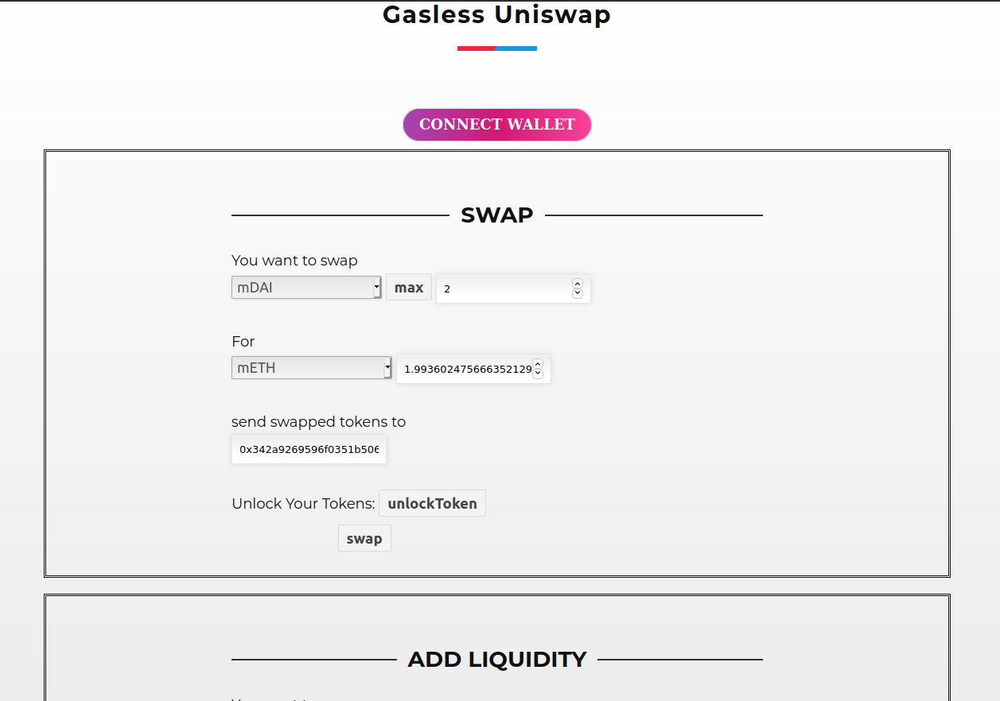 Gasless Uniswap
CONNECT WALLET
SWAP
You want to swap
mDAI max 2
For
mETH 1.993602475666352129
send swapped tokens to
0x342a9269596f0351b506
Unlock Your Tokens: unlockToken
swap
ADD LIQUIDITY